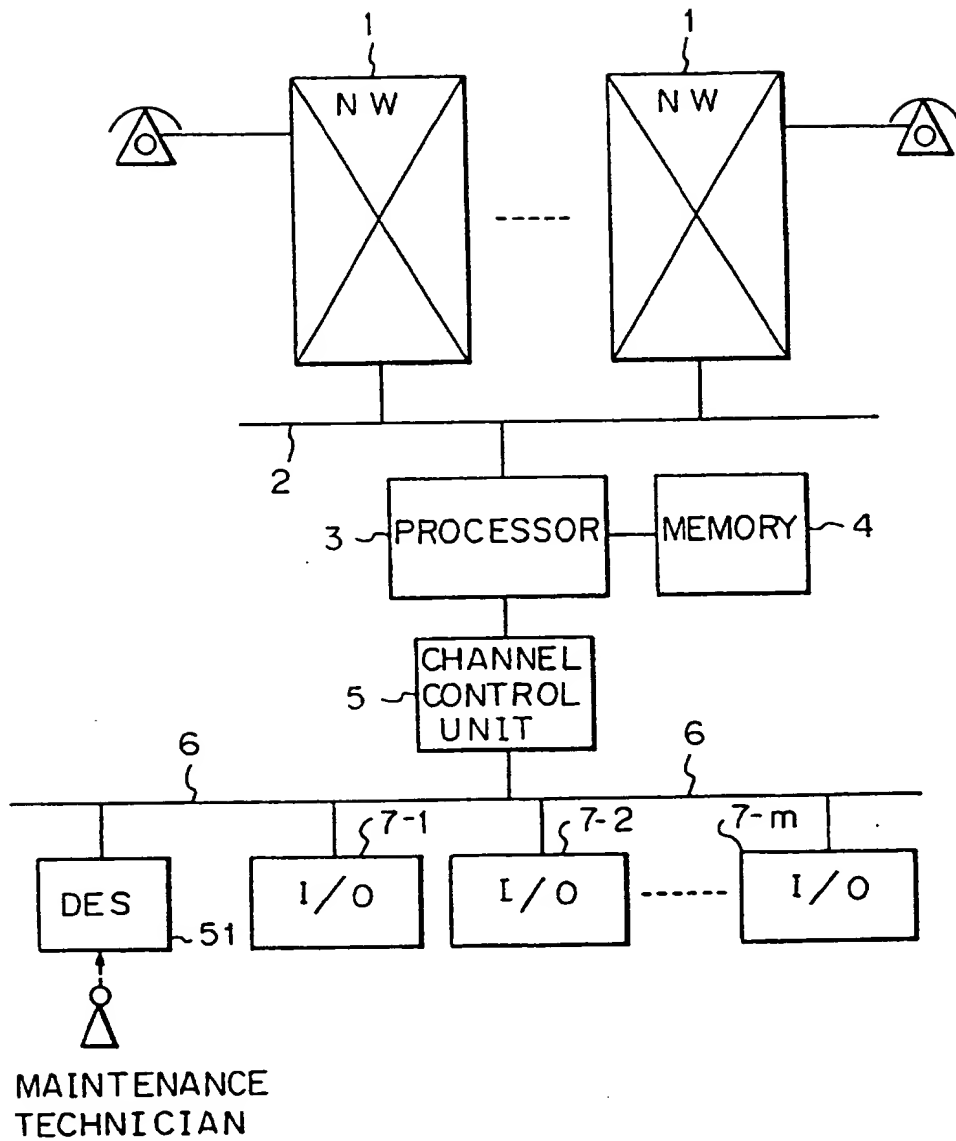 1
1
NW
NW
2
3
PROCESSOR
MEMORY
4
5
CHANNEL
CONTROL
UNIT
6
6
7-1
7-2
7-m
DES
I/O
I/O
I/O
51
MAINTENANCE
TECHNICIAN